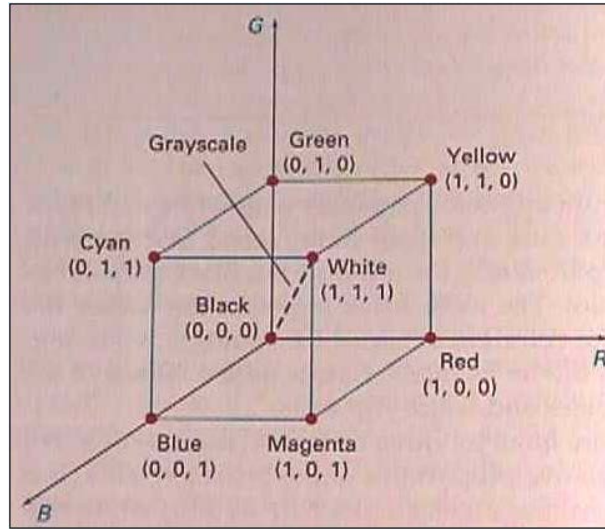 G
Green
(0, 1, 0)
Grayscale
Yellow
(1, 1, 0)
Cyan
(0, 1, 1)
White
(1, 1, 1)
Black
(0, 0, 0)
R
Red
(1, 0, 0)
Blue
(0, 0, 1)
Magenta
(1, 0, 1)
B